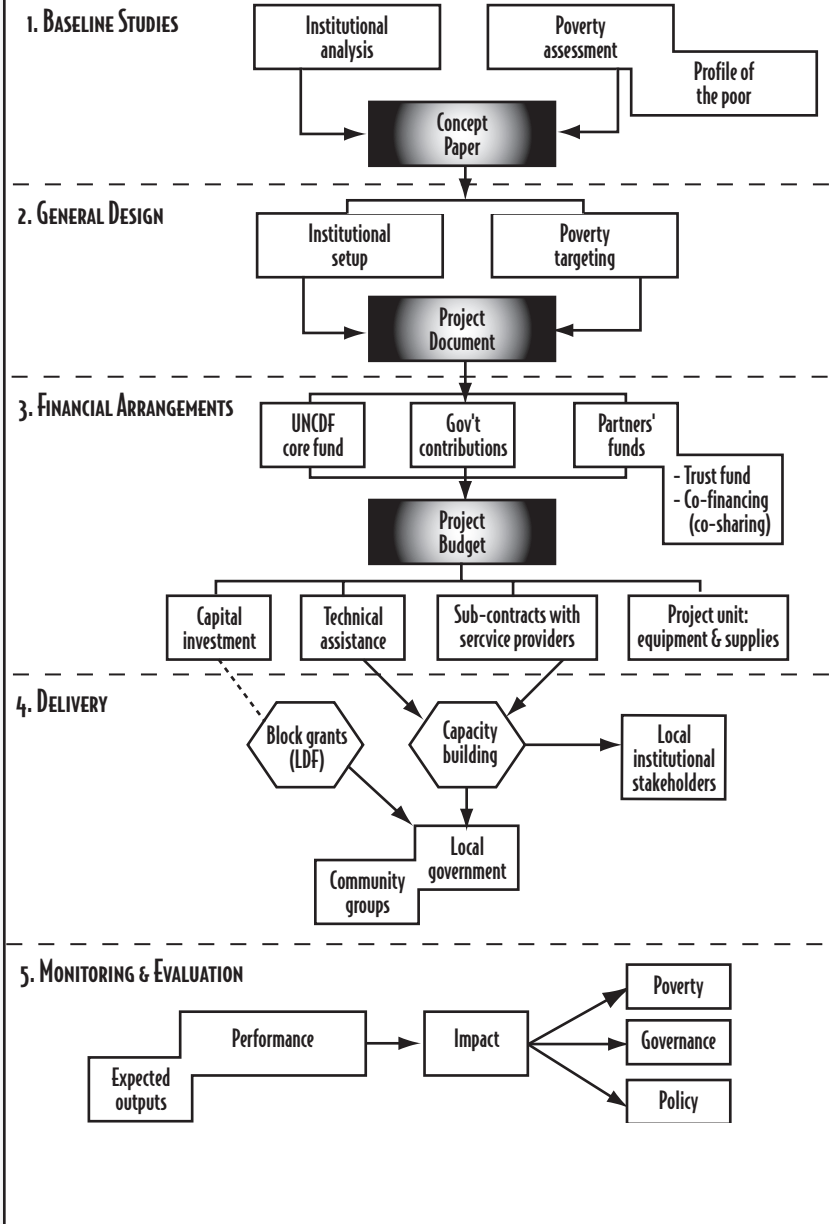 1. BASELINE STUDIES
Institutional
analysis
Poverty
assessment
Profile of
the poor
Concept
Paper
2. GENERAL DESIGN
Institutional
setup
Poverty
targeting
Project
Document
3. FINANCIAL ARRANGEMENTS
UNCDF
core fund
Gov't
contributions
Partners'
funds
- Trust fund
- Co-financing
(co-sharing)
Project
Budget
Capital
investment
Technical
assistance
Sub-contracts with
sercvice providers
Project unit:
equipment & supplies
4. DELIVERY
Block grants
(LDF)
Capacity
building
Local
institutional
stakeholders
Local
government
Community
groups
5. MONITORING & EVALUATION
Performance
Expected
outputs
Impact
Poverty
Governance
Policy